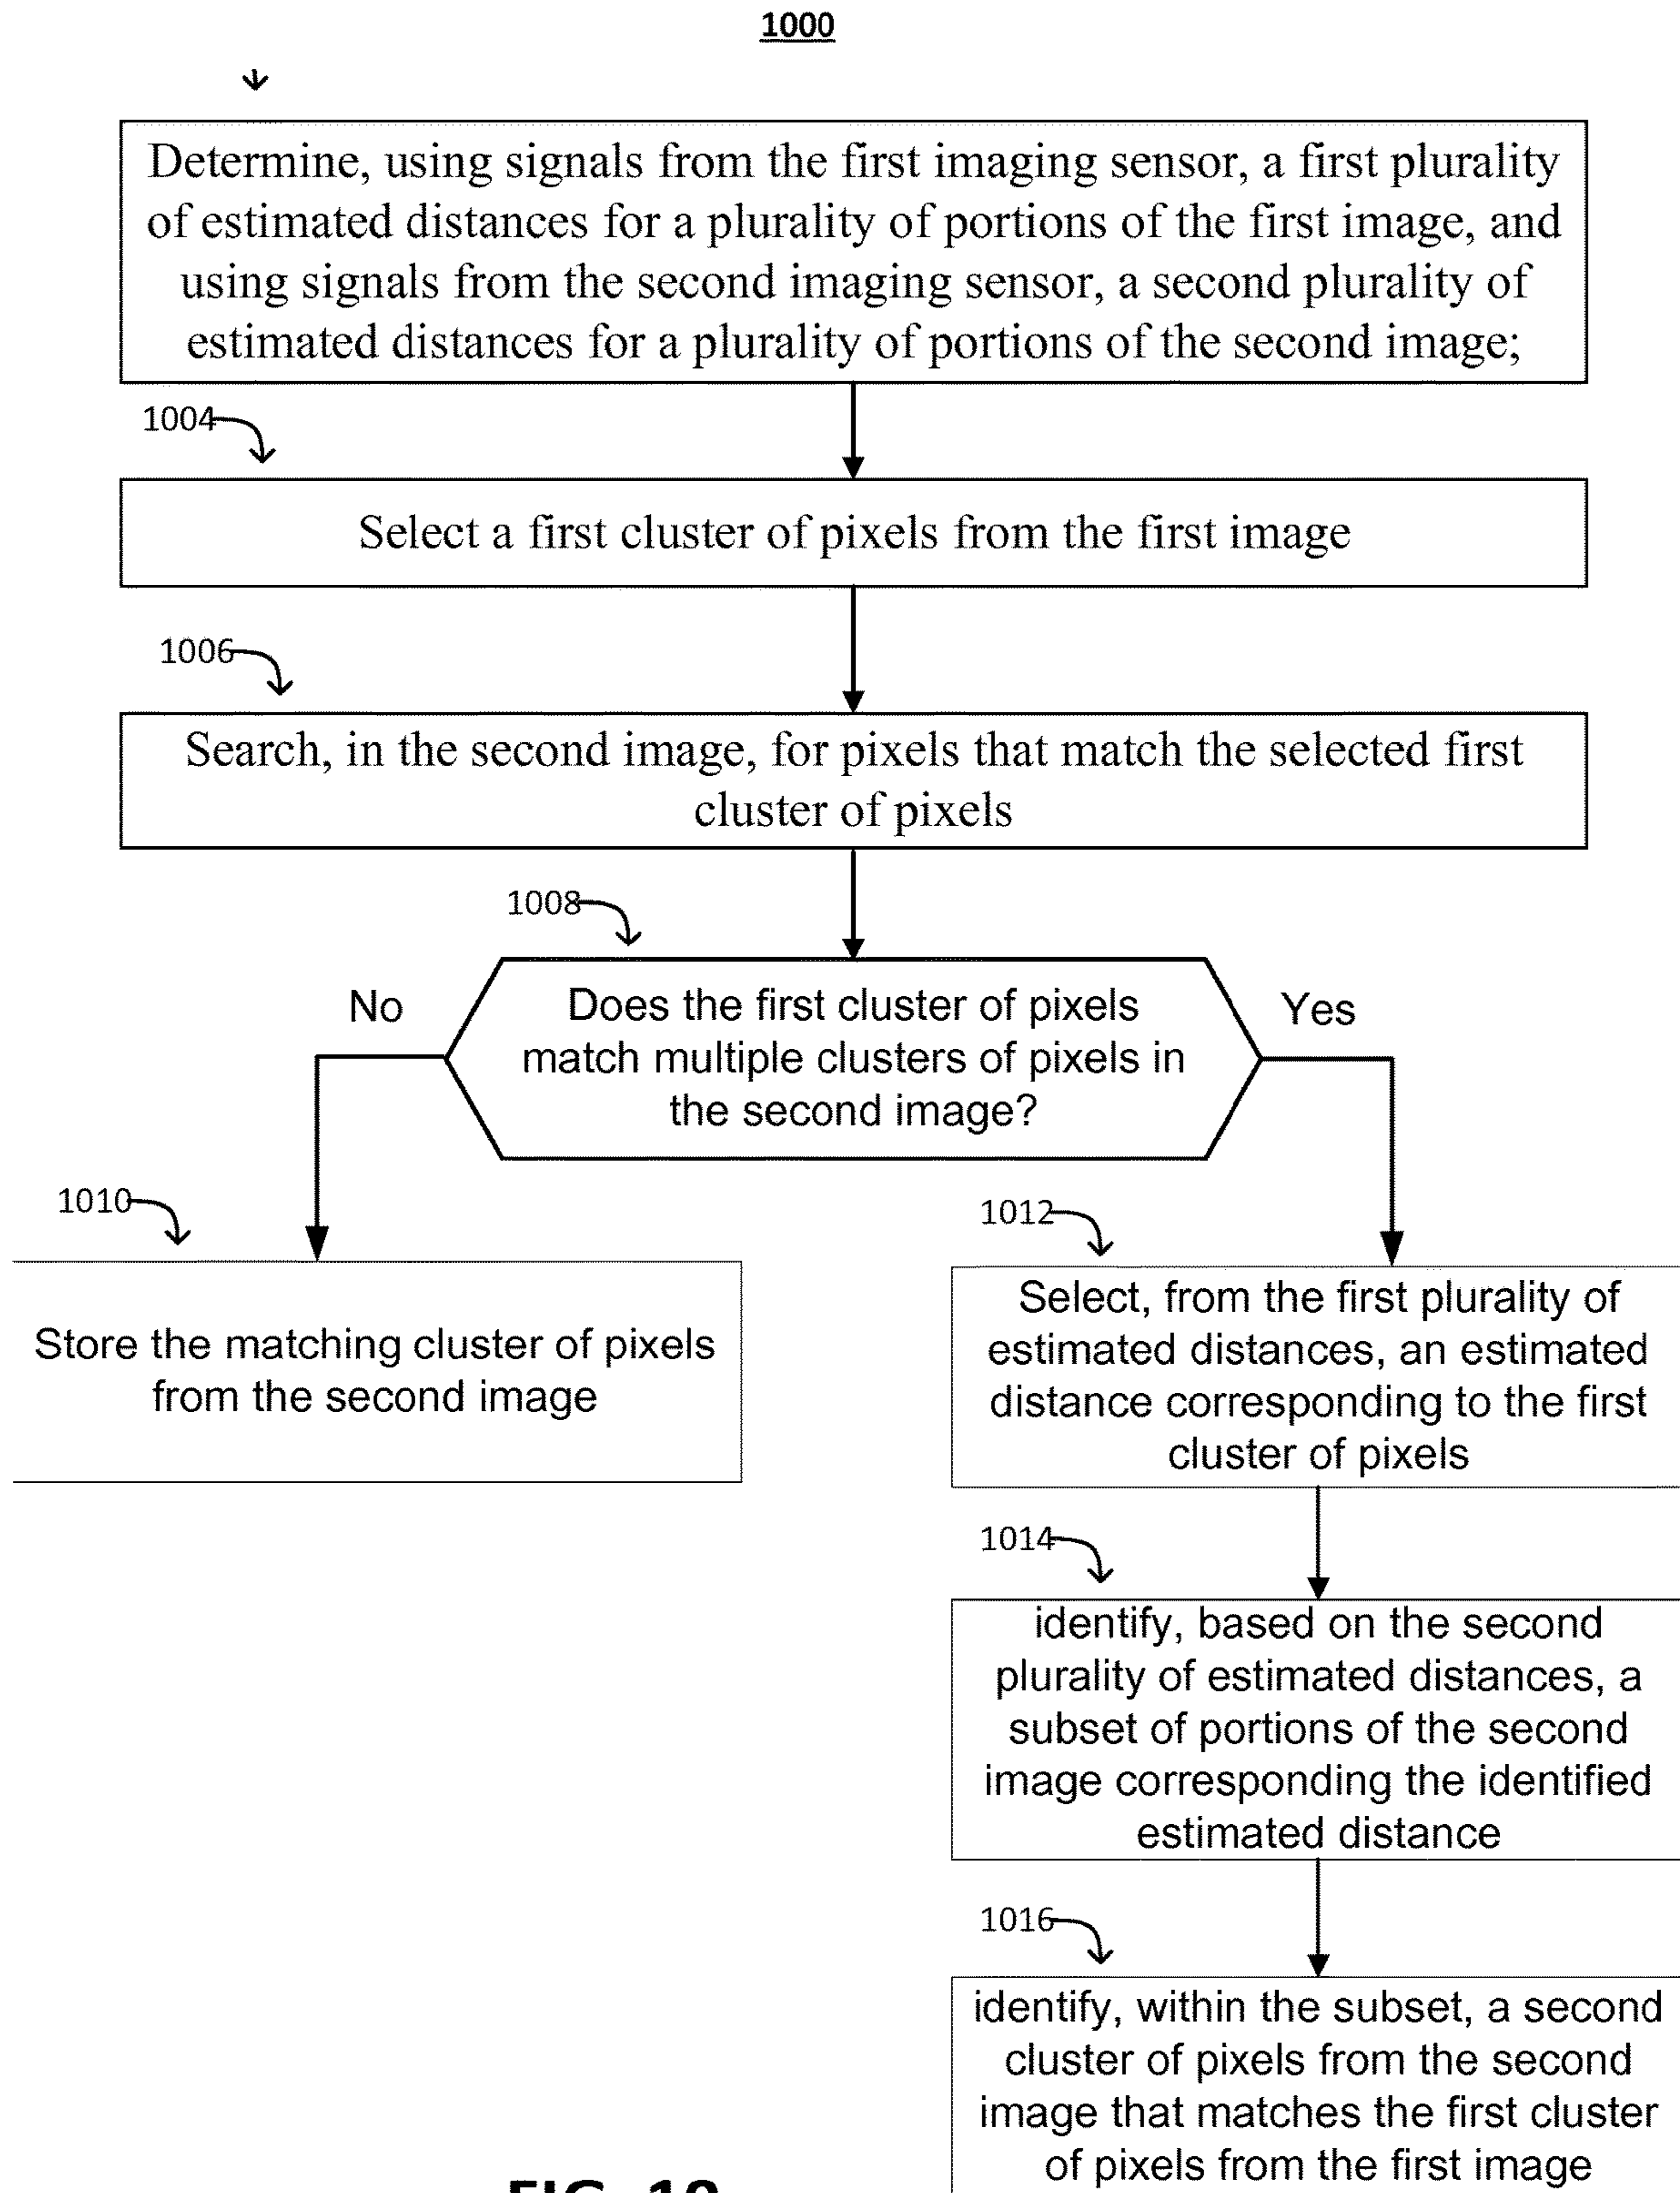 1000
Determine, using signals from the first imaging sensor, a first plurality
of estimated distances for a plurality of portions of the first image, and
using signals from the second imaging sensor, a second plurality of
estimated distances for a plurality of portions of the second image;
1004
Select a first cluster of pixels from the first image
1006
Search, in the second image, for pixels that match the selected first
cluster of pixels
1008
No
Does the first cluster of pixels
match multiple clusters of pixels in
the second image?
Yes
1010
Store the matching cluster of pixels
from the second image
1012
Select, from the first plurality of
estimated distances, an estimated
distance corresponding to the first
cluster of pixels
1014
identify, based on the second
plurality of estimated distances, a
subset of portions of the second
image corresponding the identified
estimated distance
1016
identify, within the subset, a second
cluster of pixels from the second
image that matches the first cluster
of pixels from the first image
FIG.